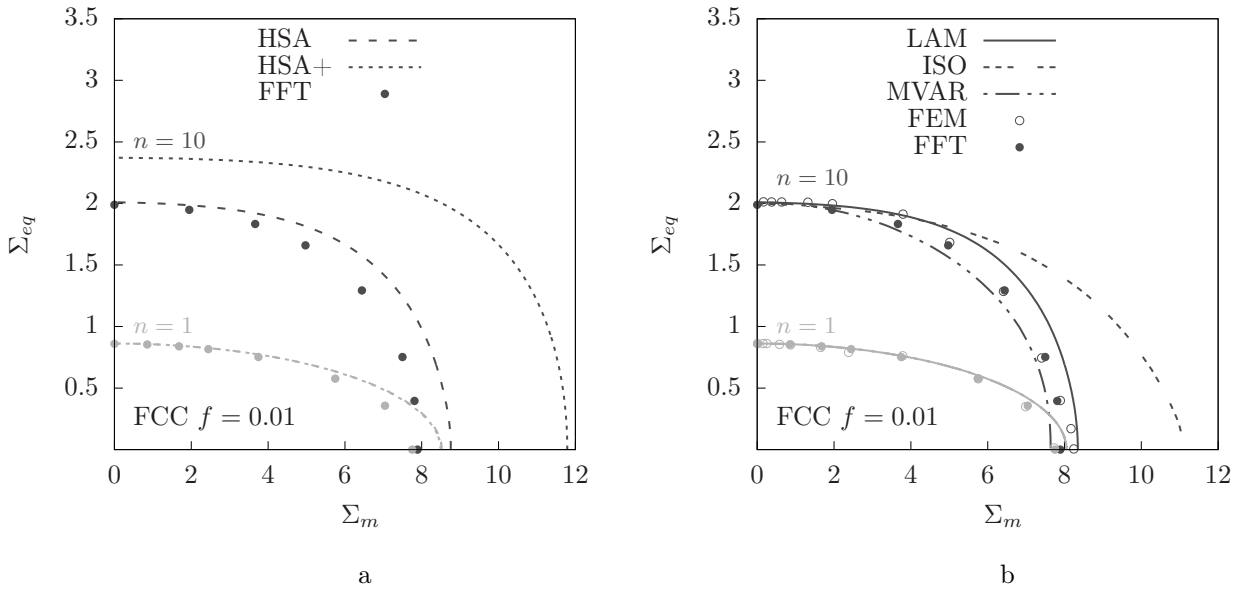 3.5
3
2.5
2
1.5
1
0.5
0 2 4 6 8 10 12
Σeq
Σm
HSA
HSA+
FFT
n = 10
n = 1
FCC f = 0.01
a
3.5
3
2.5
2
1.5
1
0.5
0 2 4 6 8 10 12
Σeq
Σm
LAM
ISO
MVAR
FEM
FFT
n = 10
n = 1
FCC f = 0.01
b